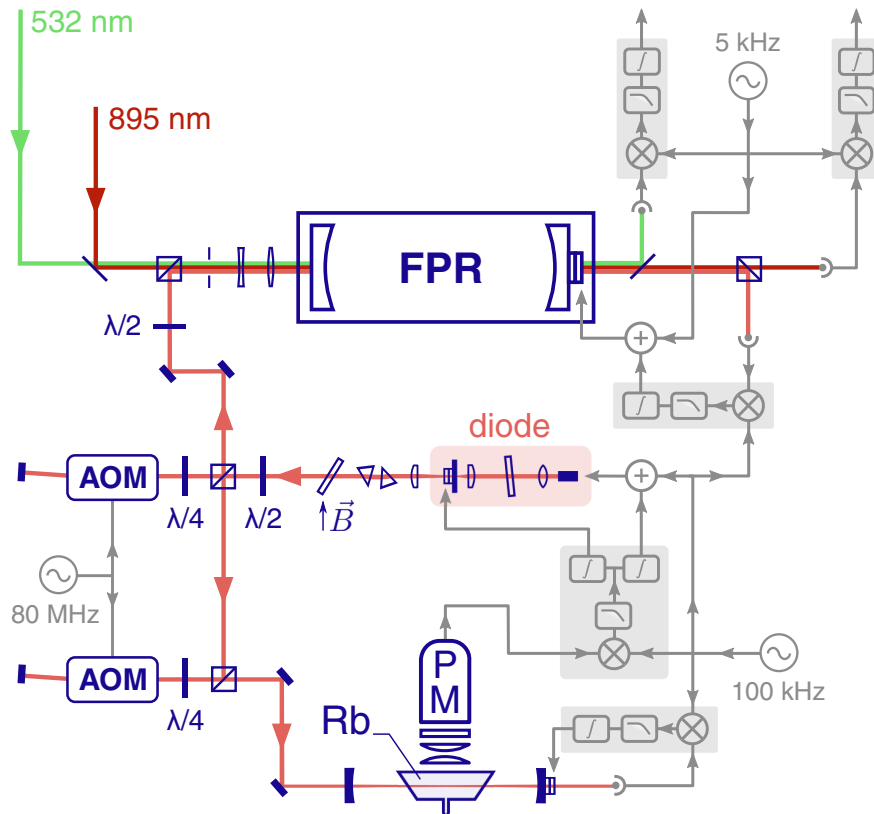 532 nm
5 kHz
895 nm
FPR
λ/2
diode
AOM
λ/4
λ/2
B⃗
80 MHz
P
M
AOM
100 kHz
λ/4
Rb